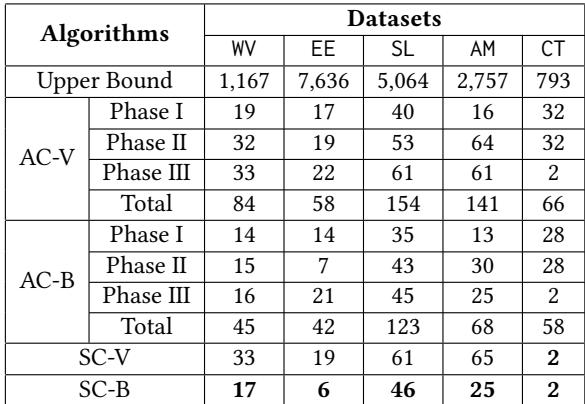 Algorithms Datasets
WV EE SL AM CT
Upper Bound 1,167 7,636 5,064 2,757 793
AC-V Phase I 19 17 40 16 32
Phase II 32 19 53 64 32
Phase III 33 22 61 61 2
Total 84 58 154 141 66
AC-B Phase I 14 14 35 13 28
Phase II 15 7 43 30 28
Phase III 16 21 45 25 2
Total 45 42 123 68 58
SC-V 33 19 61 65 2
SC-B 17 6 46 25 2